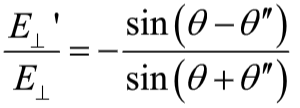 E⊥' / E⊥ = − sin(θ − θ″) / sin(θ + θ″)